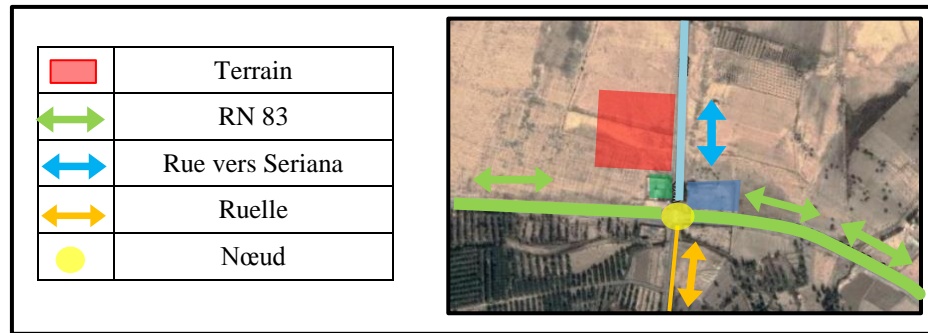 Terrain
RN 83
Rue vers Seriana
Ruelle
Nœud